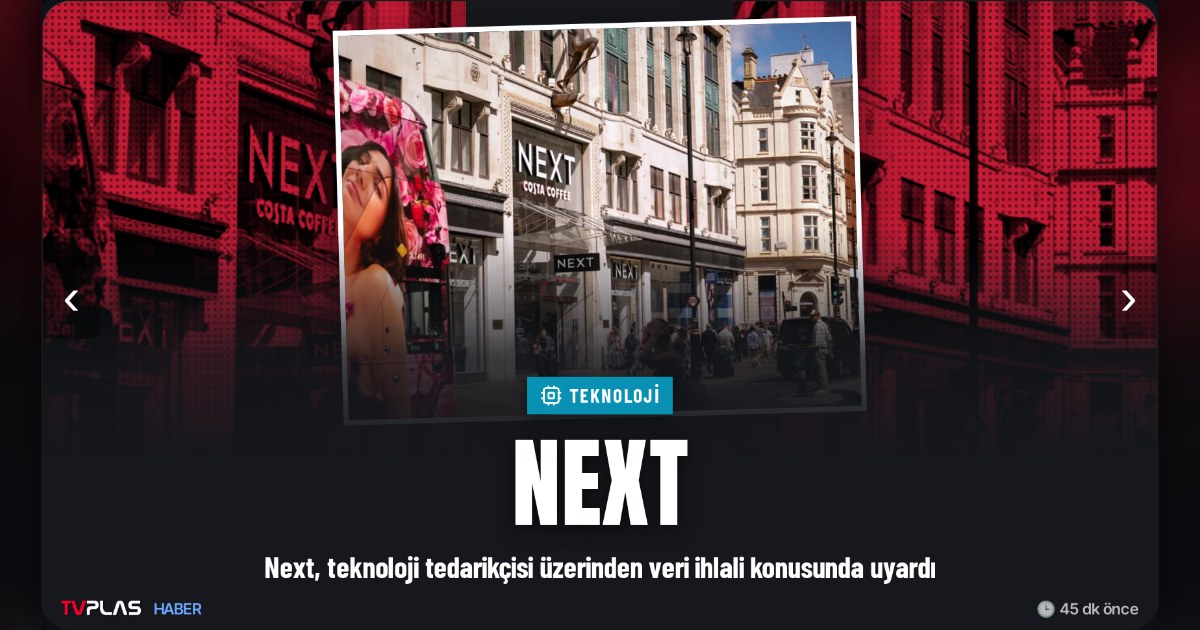 NEXT
COSTA COFFEE
NEXT
NEXT
NEXT
NEXT
COSTA COFFEE
TEKNOLOJİ
NEXT
Next, teknoloji tedarikçisi üzerinden veri ihlali konusunda uyardı
TVPLAS HABER
45 dk önce